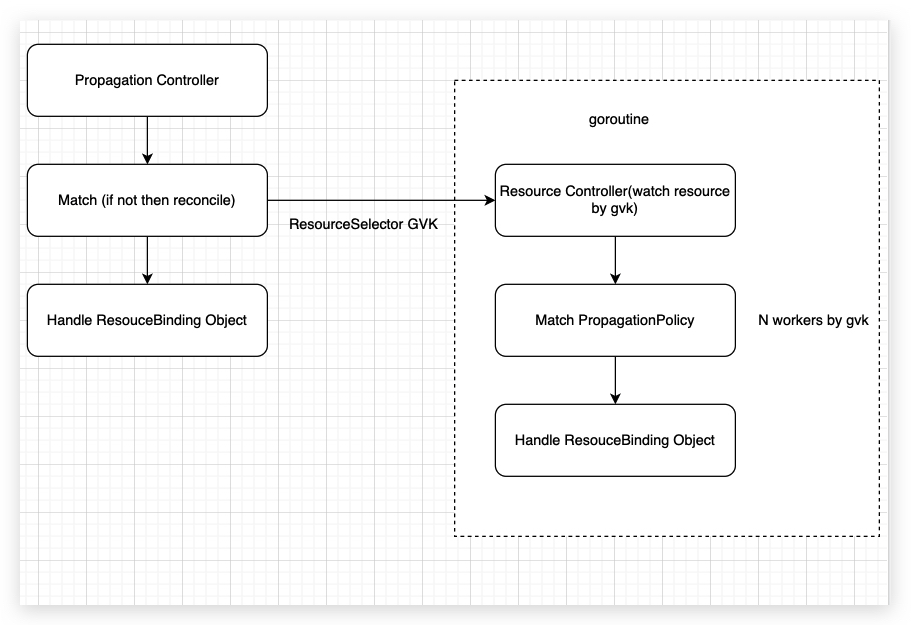 Propagation Controller
Match (if not then reconcile)
Handle ResouceBinding Object
ResourceSelector GVK
goroutine
Resource Controller(watch resource
by gvk)
Match PropagationPolicy
N workers by gvk
Handle ResouceBinding Object